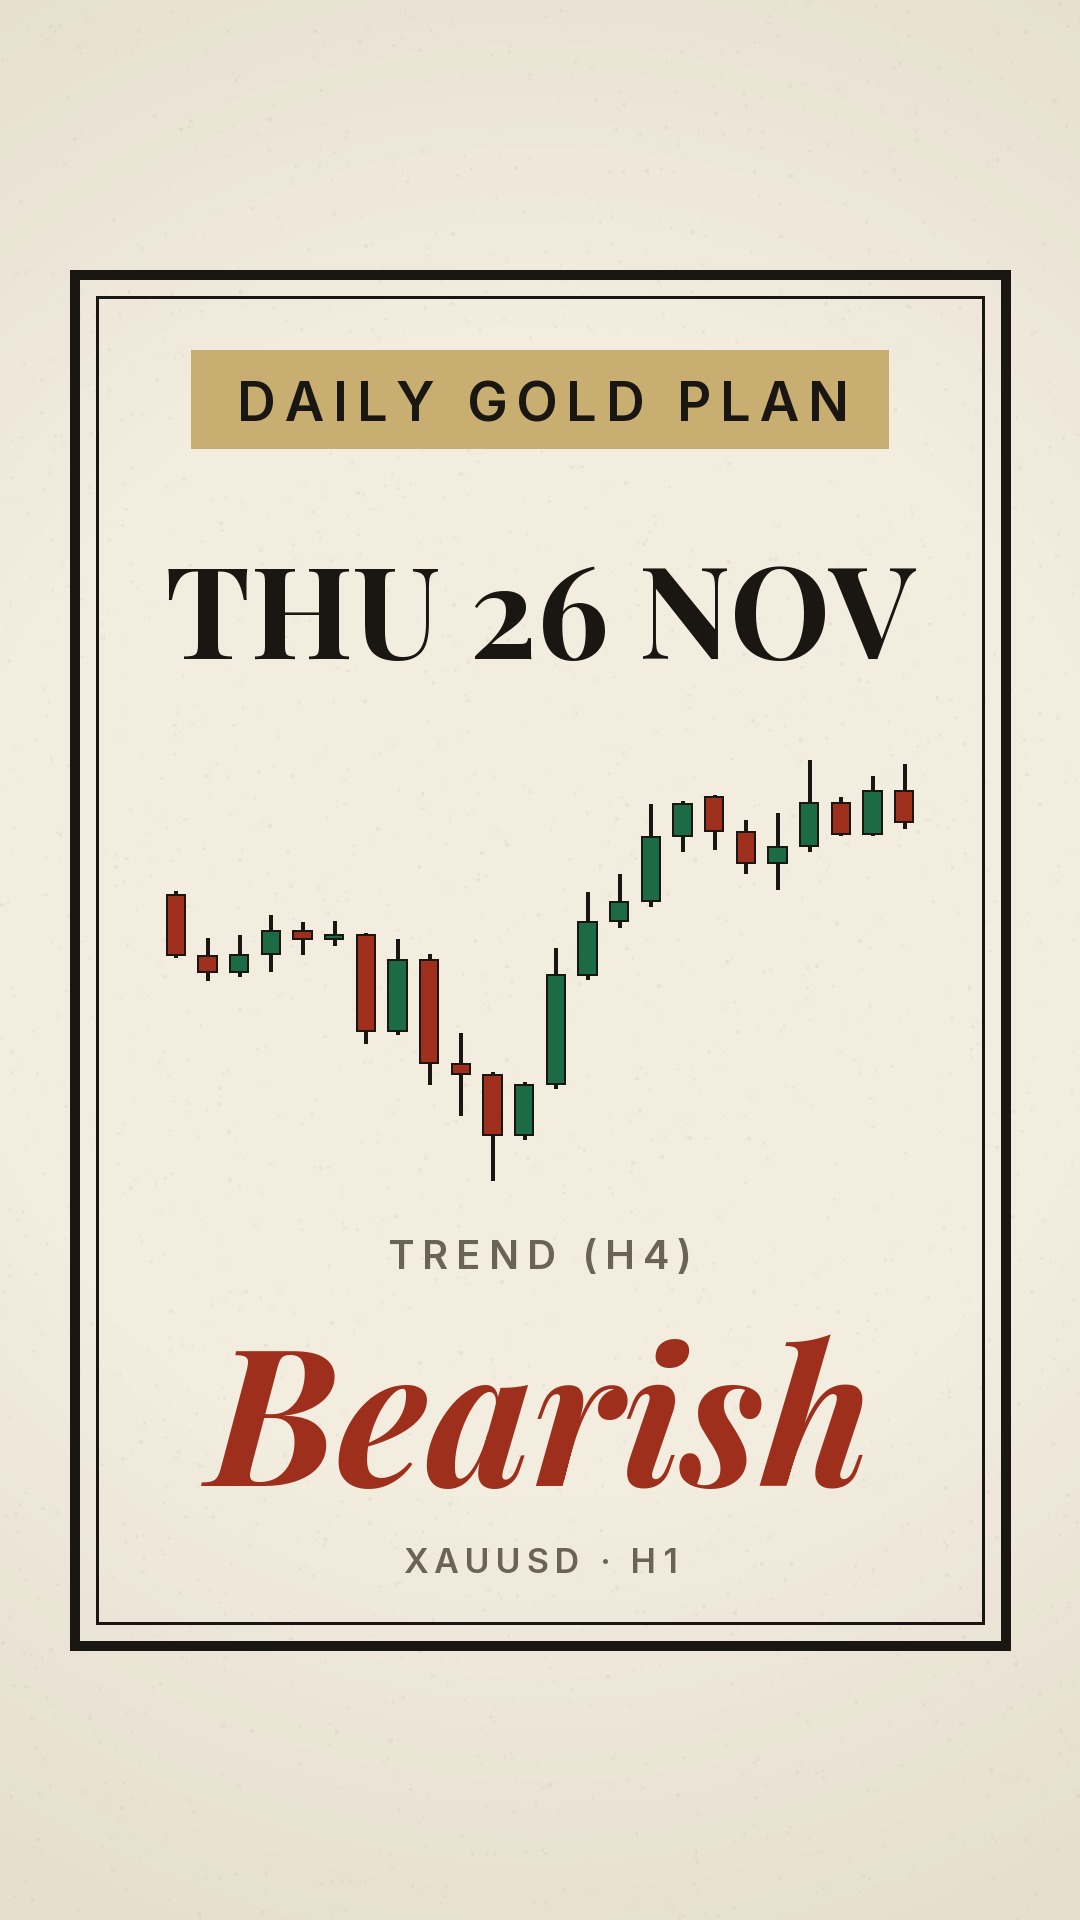 DAILY GOLD PLAN
THU 26 NOV
TREND (H4)
Bearish
XAUUSD · H1